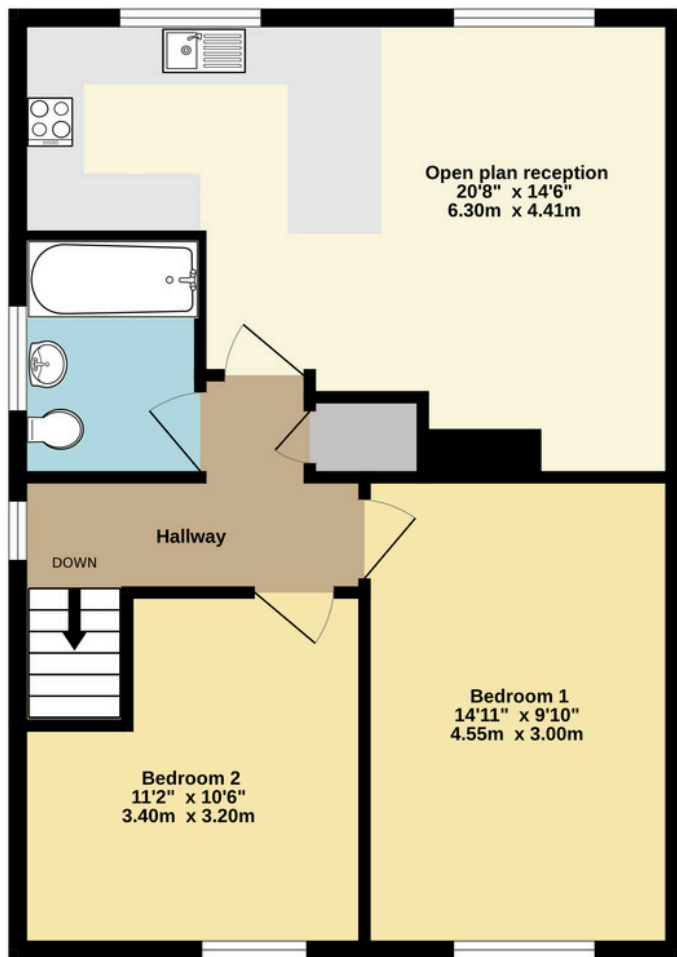 Open plan reception
20'8" x 14'6"
6.30m x 4.41m
Hallway
DOWN
Bedroom 1
14'11" x 9'10"
4.55m x 3.00m
Bedroom 2
11'2" x 10'6"
3.40m x 3.20m